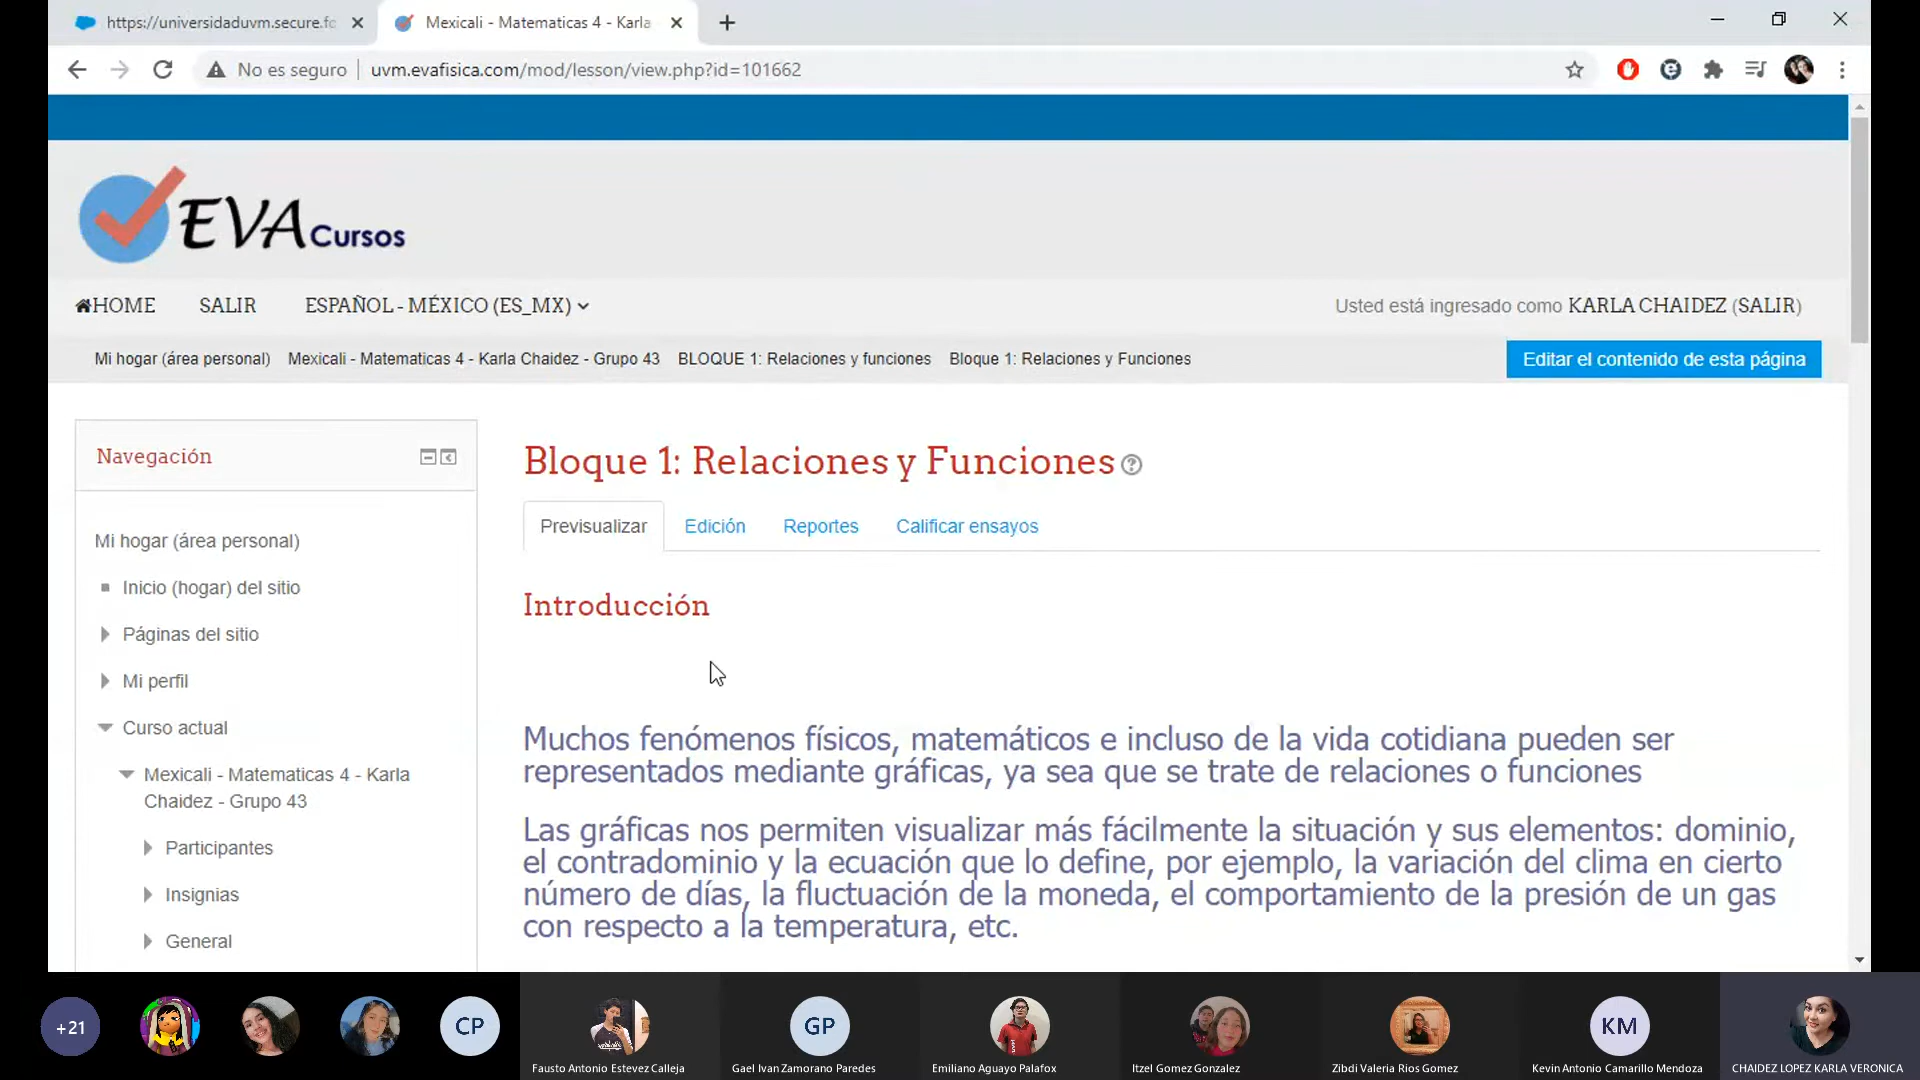 https://universidaduvm.secure.fo
Mexicali - Matematicas 4 - Karla
No es seguro
uvm.evafisica.com/mod/lesson/view.php?id=101662
EVA Cursos
HOME
SALIR
ESPAÑOL - MÉXICO (ES_MX)
Usted está ingresado como KARLA CHAIDEZ (SALIR)
Mi hogar (área personal)
Mexicali - Matematicas 4 - Karla Chaidez - Grupo 43
BLOQUE 1: Relaciones y funciones
Bloque 1: Relaciones y Funciones
Editar el contenido de esta página
Navegación
Mi hogar (área personal)
Inicio (hogar) del sitio
Páginas del sitio
Mi perfil
Curso actual
Mexicali - Matematicas 4 - Karla
Chaidez - Grupo 43
Participantes
Insignias
General
Bloque 1: Relaciones y Funciones
Previsualizar
Edición
Reportes
Calificar ensayos
Introducción
Muchos fenómenos físicos, matemáticos e incluso de la vida cotidiana pueden ser
representados mediante gráficas, ya sea que se trate de relaciones o funciones
Las gráficas nos permiten visualizar más fácilmente la situación y sus elementos: dominio,
el contradominio y la ecuación que lo define, por ejemplo, la variación del clima en cierto
número de días, la fluctuación de la moneda, el comportamiento de la presión de un gas
con respecto a la temperatura, etc.
+21
CP
Fausto Antonio Estevez Calleja
GP
Gael Ivan Zamorano Paredes
Emiliano Aguayo Palafox
Itzel Gomez Gonzalez
Zibdi Valeria Rios Gomez
KM
Kevin Antonio Camarillo Mendoza
CHAIDEZ LOPEZ KARLA VERONICA